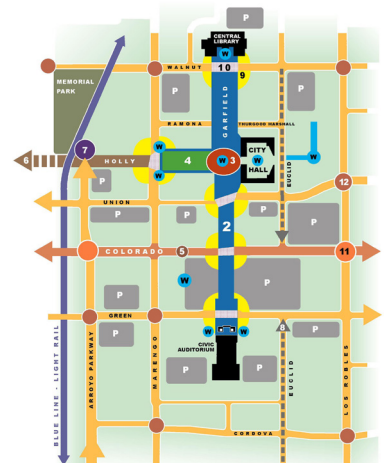 P
CENTRAL
LIBRARY
W
WALNUT
10
9
MEMORIAL
PARK
P
P
P
GARFIELD
RAMONA
THURGOOD MARSHALL
7
W
6
HOLLY
4
W
3
W
CITY
HALL
W
EUCLID
P
W
12
UNION
P
P
P
P
2
COLORADO
5
11
W
P
P
GREEN
W
W
8
P
P
CIVIC
AUDITORIUM
P
P
P
BLUE LINE - LIGHT RAIL
ARROYO PARKWAY
MARENGO
EUCLID
LOS ROBLES
CORDOVA